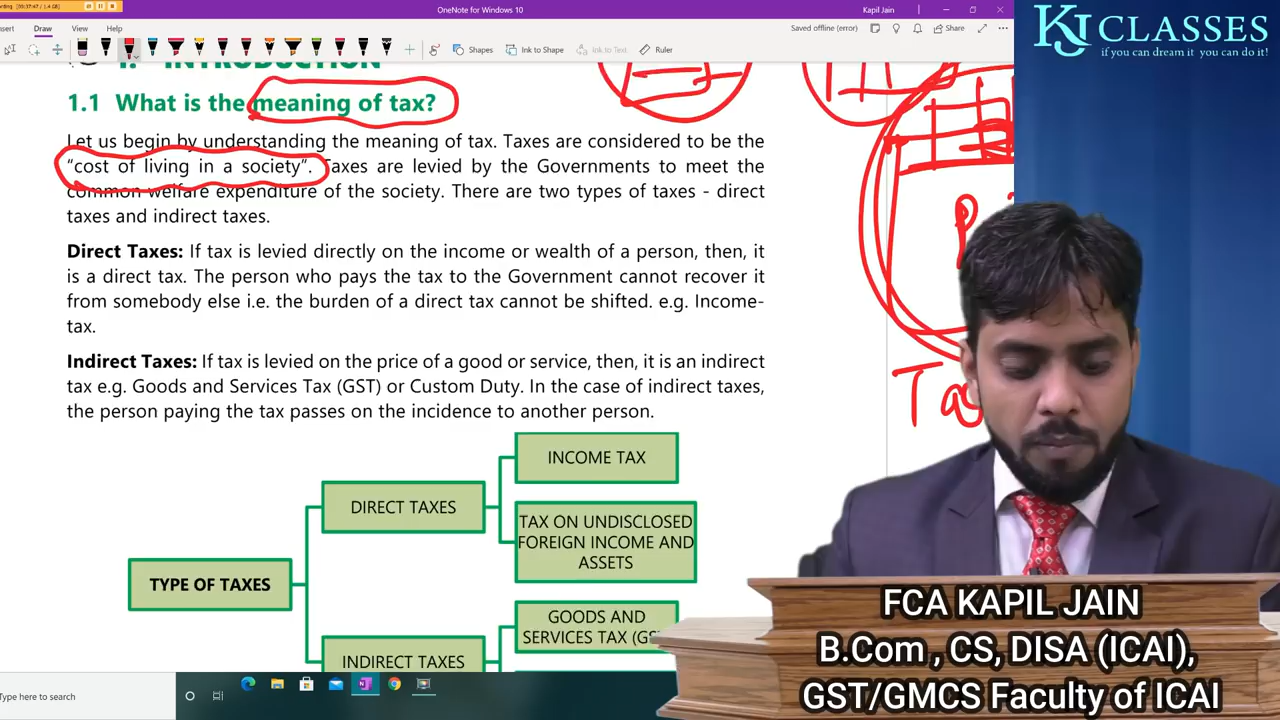 OneNote for Windows 10
Kapil Jain
Draw View Help
Saved offline (error)
Share
Shapes
Ink to Shape
Ink to Text
Ruler
KJ CLASSES
if you can dream it you can do it!
1. INTRODUCTION
1.1 What is the meaning of tax?
Let us begin by understanding the meaning of tax. Taxes are considered to be the
“cost of living in a society”. Taxes are levied by the Governments to meet the
common welfare expenditure of the society. There are two types of taxes - direct
taxes and indirect taxes.
Direct Taxes: If tax is levied directly on the income or wealth of a person, then, it
is a direct tax. The person who pays the tax to the Government cannot recover it
from somebody else i.e. the burden of a direct tax cannot be shifted. e.g. Income-
tax.
Indirect Taxes: If tax is levied on the price of a good or service, then, it is an indirect
tax e.g. Goods and Services Tax (GST) or Custom Duty. In the case of indirect taxes,
the person paying the tax passes on the incidence to another person.
INCOME TAX
DIRECT TAXES
TAX ON UNDISCLOSED
FOREIGN INCOME AND
ASSETS
TYPE OF TAXES
GOODS AND
SERVICES TAX
INDIRECT TAXES
Type here to search
FCA KAPIL JAIN
B.Com , CS, DISA (ICAI),
GST/GMCS Faculty of ICAI